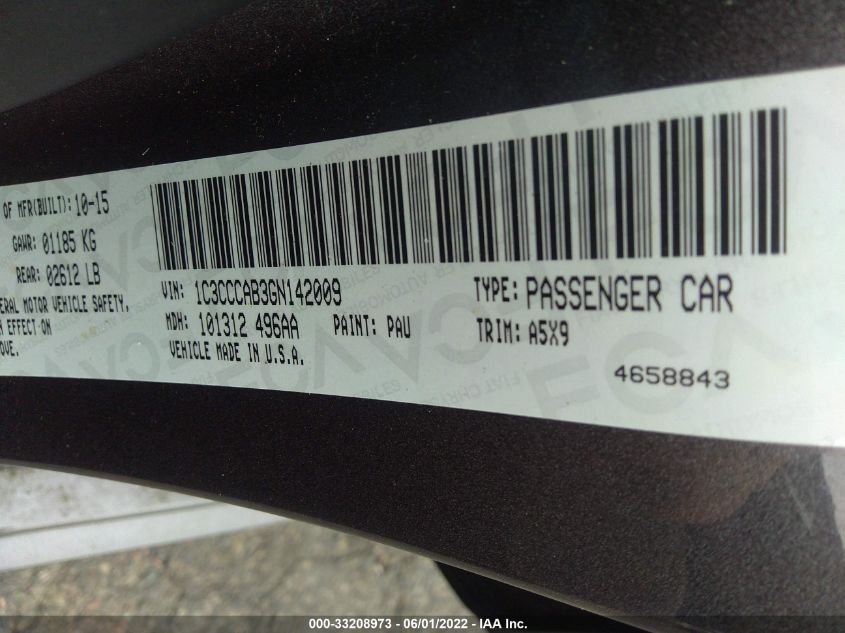 OF MFR(BUILT): 10-15
GAWR: 01185 KG
REAR: 02612 LB
MOTOR VEHICLE SAFETY,
EFFECT ON
VIN: 1C3CCCAB3GN142009
TYPE: PASSENGER CAR
MDH: 101312 496AA
PAINT: PAU
TRIM: A5X9
VEHICLE MADE IN U.S.A.
4658843
000-33208973 - 06/01/2022 - IAA Inc.